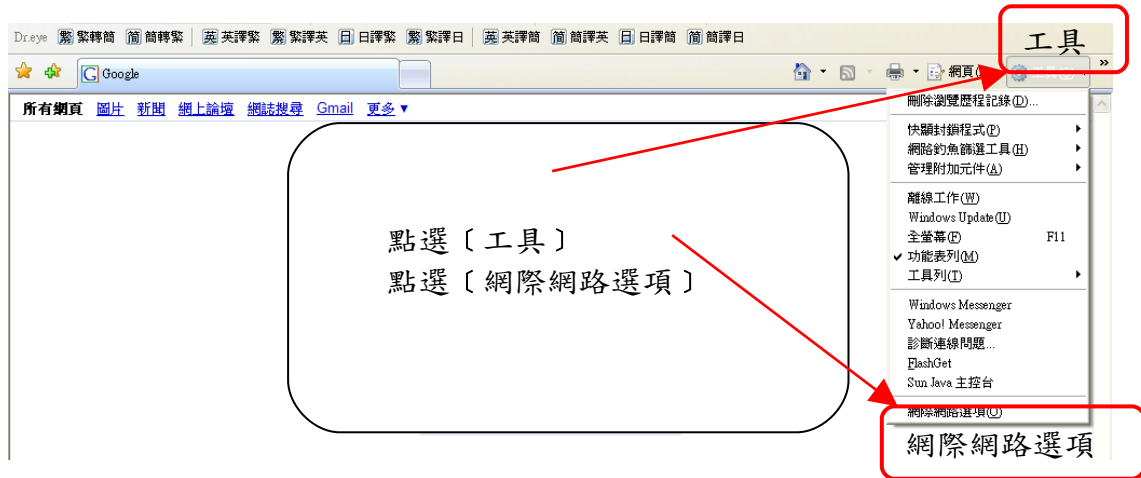 Dr.eye 繁 繁轉簡 簡 簡轉繁 英 英譯繁 繁 繁譯英 日 日譯繁 繁 繁譯日 英 英譯簡 簡 簡譯英 日 日譯簡 簡 簡譯日
工具
Google
網頁(
»
所有網頁 圖片 新聞 網上論壇 網誌搜尋 Gmail 更多 ▼
刪除瀏覽歷程記錄(D)...
快顯封鎖程式(P)
網路釣魚篩選工具(H)
管理附加元件(A)
離線工作(W)
Windows Update(U)
全螢幕(F) F11
功能表列(M)
工具列(T)
Windows Messenger
Yahoo! Messenger
診斷連線問題...
FlashGet
Sun Java 主控台
網際網路選項(O)
點選〔工具〕
點選〔網際網路選項〕
網際網路選項